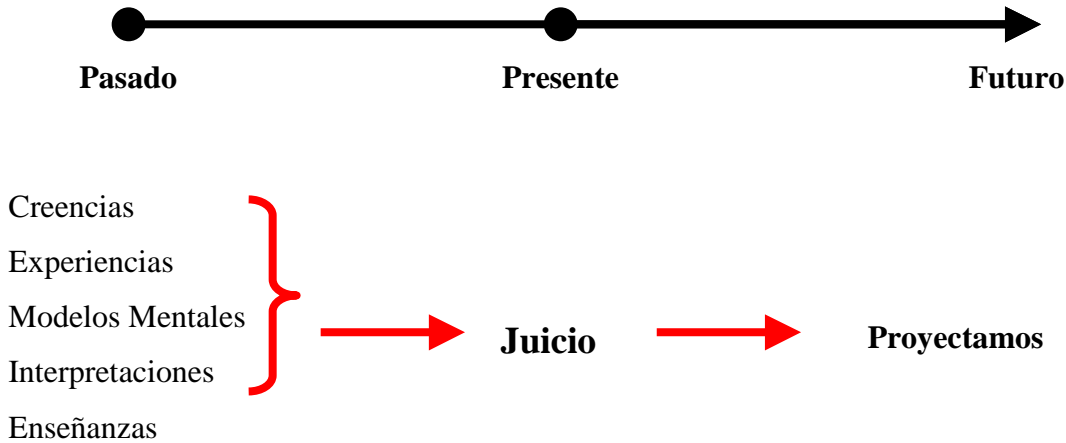 Pasado Presente Futuro
Creencias
Experiencias
Modelos Mentales
Juicio Proyectamos
Interpretaciones
Enseñanzas